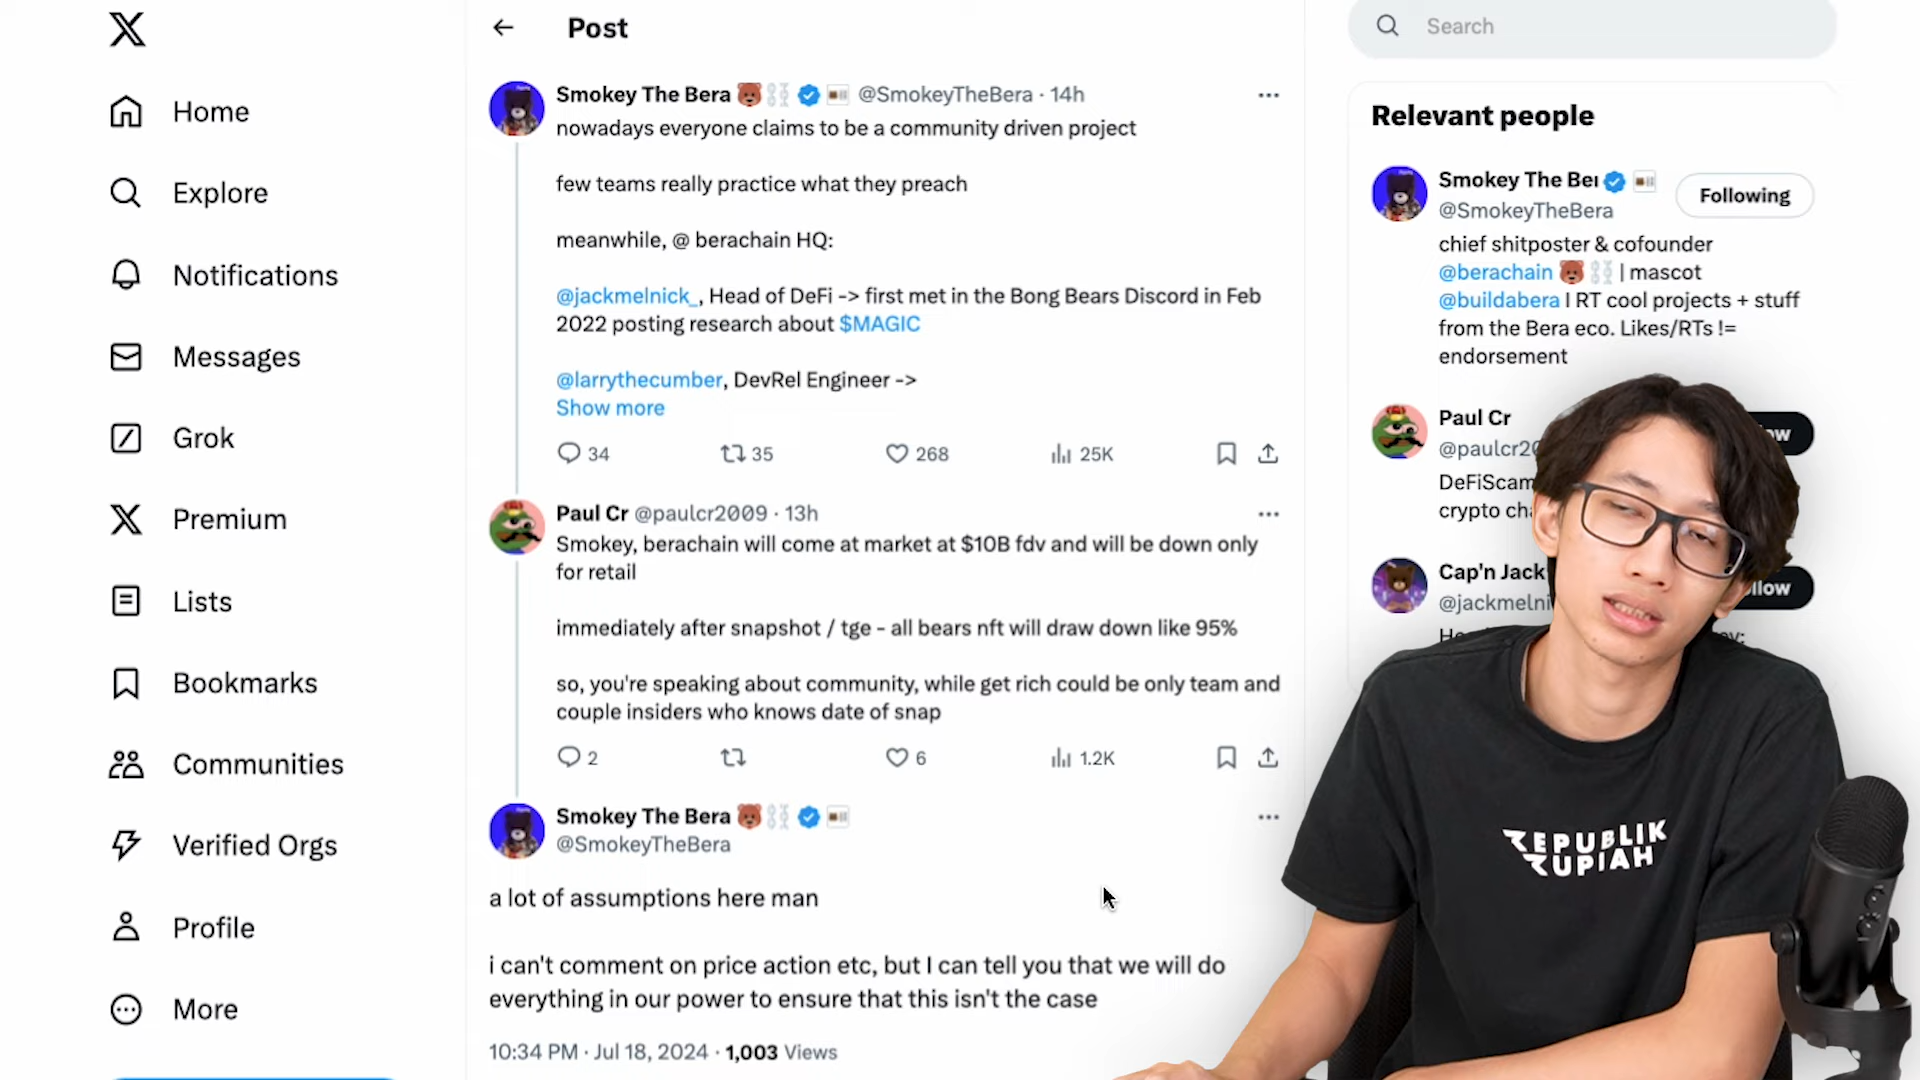 Home
Explore
Notifications
Messages
Grok
Premium
Lists
Bookmarks
Communities
Verified Orgs
Profile
More
Post
Smokey The Bera @SmokeyTheBera · 14h
nowadays everyone claims to be a community driven project
few teams really practice what they preach
meanwhile, @ berachain HQ:
@jackmelnick_, Head of DeFi -> first met in the Bong Bears Discord in Feb
2022 posting research about $MAGIC
@larrythecumber, DevRel Engineer ->
Show more
34 35 268 25K
Paul Cr @paulcr2009 · 13h
Smokey, berachain will come at market at $10B fdv and will be down only
for retail
immediately after snapshot / tge - all bears nft will draw down like 95%
so, you're speaking about community, while get rich could be only team and
couple insiders who knows date of snap
2 6 1.2K
Smokey The Bera
@SmokeyTheBera
a lot of assumptions here man
i can't comment on price action etc, but I can tell you that we will do
everything in our power to ensure that this isn't the case
10:34 PM · Jul 18, 2024 · 1,003 Views
Search
Relevant people
Smokey The Ber
Following
@SmokeyTheBera
chief shitposter & cofounder
@berachain | mascot
@buildabera I RT cool projects + stuff
from the Bera eco. Likes/RTs !=
endorsement
Paul Cr
@paulcr20
DeFiScam
crypto
Cap'n Jack
@jackmelni
REPUBLIK
RUPIAH